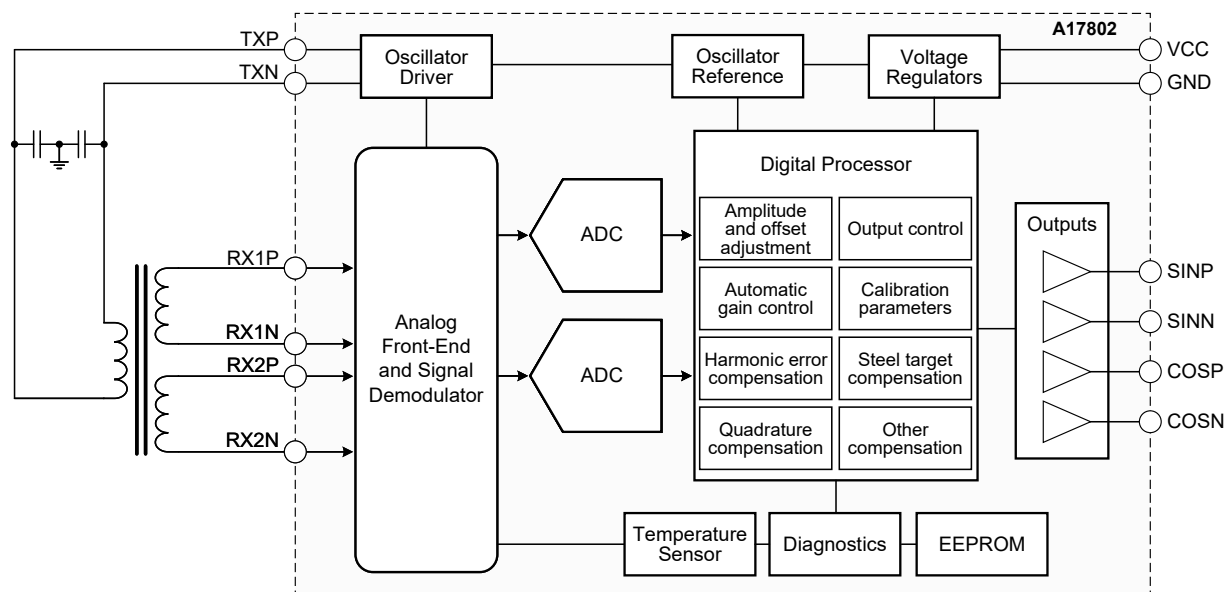 A17802
TXP
TXN
Oscillator
Driver
Oscillator
Reference
Voltage
Regulators
VCC
GND
Digital Processor
Amplitude
and offset
adjustment
Output control
Automatic
gain control
Calibration
parameters
Harmonic error
compensation
Steel target
compensation
Quadrature
compensation
Other
compensation
ADC
ADC
Analog
Front-End
and Signal
Demodulator
RX1P
RX1N
RX2P
RX2N
Outputs
SINP
SINN
COSP
COSN
Temperature
Sensor
Diagnostics
EEPROM